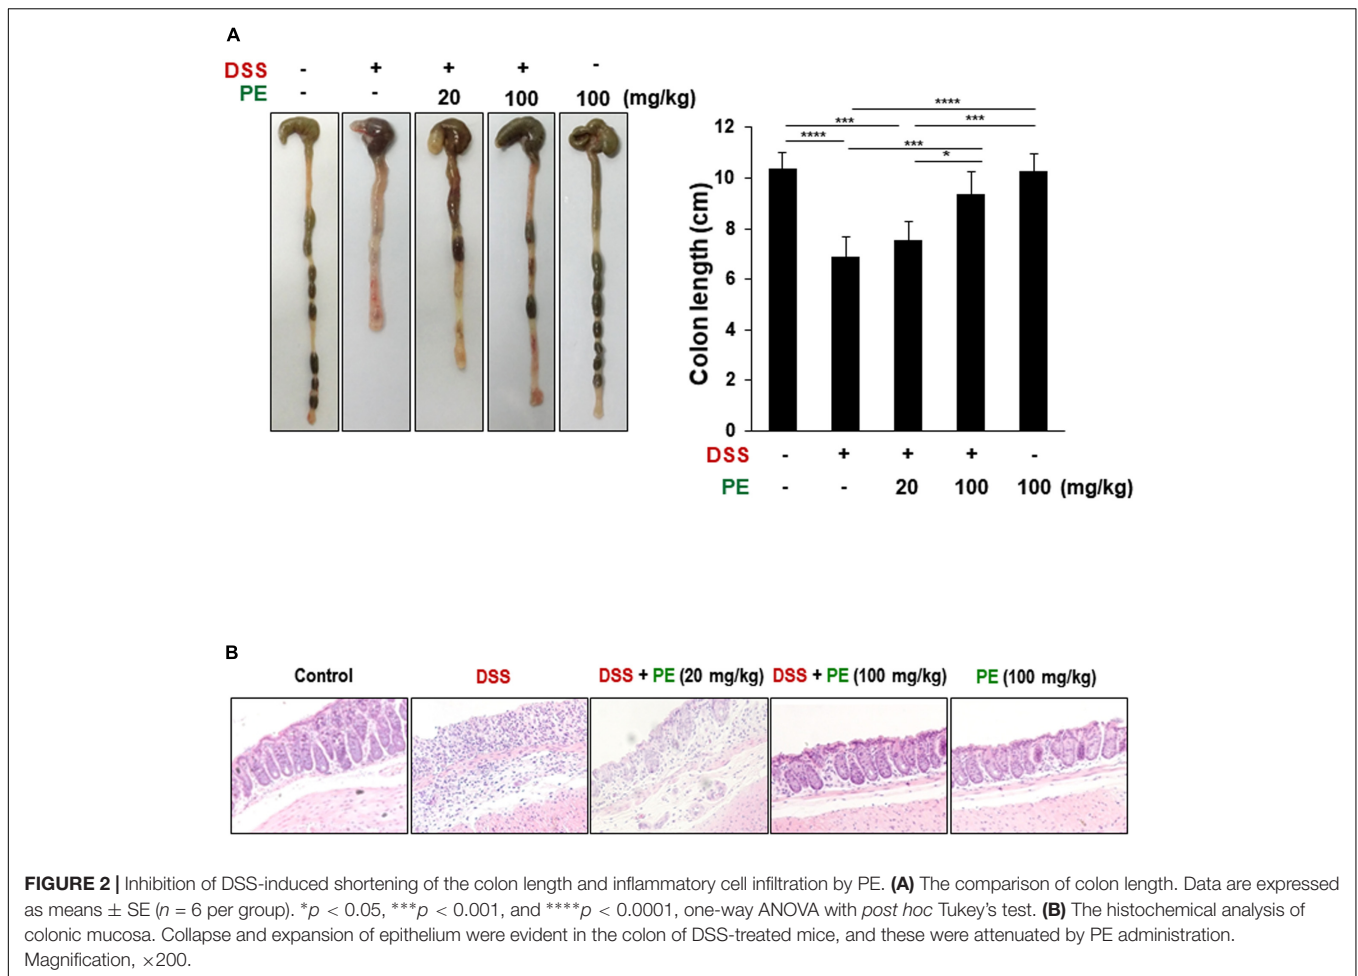 A
DSS - + + + -
PE - - 20 100 100 (mg/kg)
****
*** ***
**** ***
*
12
10
8
6
4
2
0
Colon length (cm)
DSS - + + + -
PE - - 20 100 100 (mg/kg)
B
Control DSS DSS + PE (20 mg/kg) DSS + PE (100 mg/kg) PE (100 mg/kg)
FIGURE 2 | Inhibition of DSS-induced shortening of the colon length and inflammatory cell infiltration by PE. (A) The comparison of colon length. Data are expressed
as means ± SE (n = 6 per group). *p < 0.05, ***p < 0.001, and ****p < 0.0001, one-way ANOVA with post hoc Tukey's test. (B) The histochemical analysis of
colonic mucosa. Collapse and expansion of epithelium were evident in the colon of DSS-treated mice, and these were attenuated by PE administration.
Magnification, ×200.